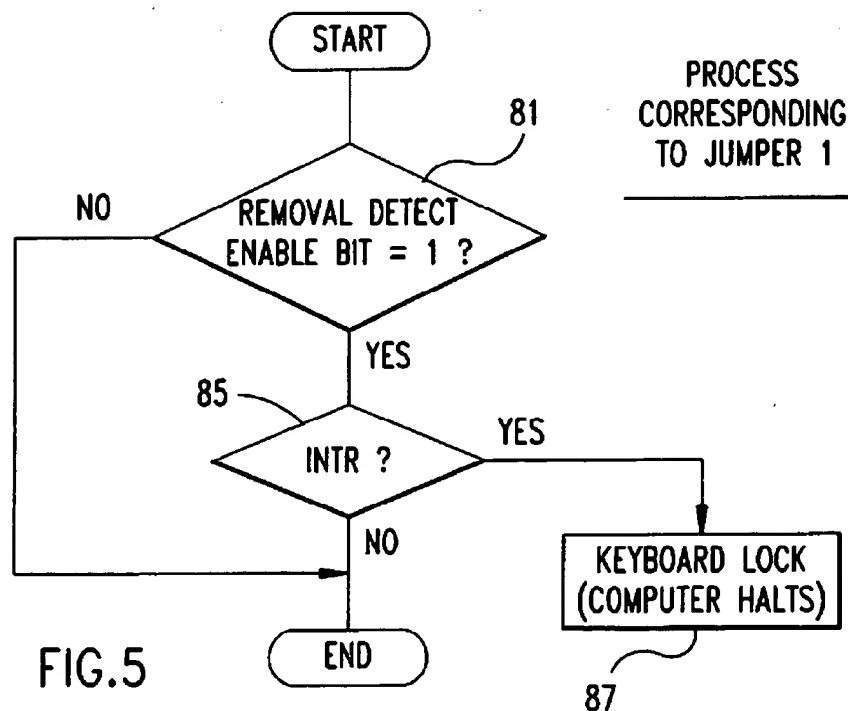 START
PROCESS
CORRESPONDING
TO JUMPER 1
81
NO
REMOVAL DETECT
ENABLE BIT = 1 ?
YES
85
INTR ?
YES
NO
KEYBOARD LOCK
(COMPUTER HALTS)
87
END
FIG.5